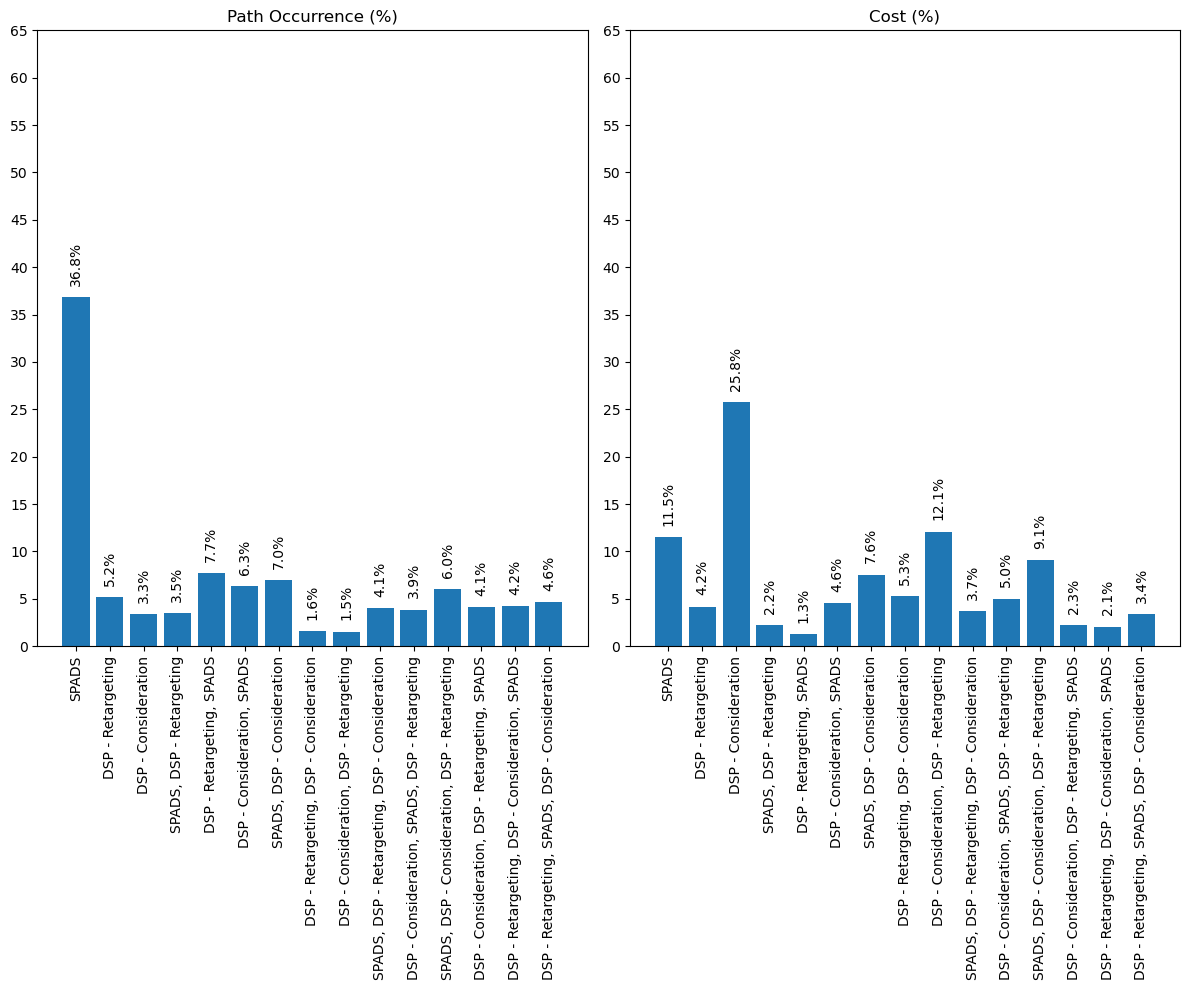 Path Occurrence (%)
65
60
55
50
45
40
35
30
25
20
15
10
5
0
36.8%
5.2%
3.3%
3.5%
7.7%
6.3%
7.0%
1.6%
1.5%
4.1%
3.9%
6.0%
4.1%
4.2%
4.6%
SPADS
DSP - Retargeting
DSP - Consideration
SPADS, DSP - Retargeting
DSP - Retargeting, SPADS
DSP - Consideration, SPADS
SPADS, DSP - Consideration
DSP - Retargeting, DSP - Consideration
DSP - Consideration, DSP - Retargeting
SPADS, DSP - Retargeting, DSP - Consideration
DSP - Consideration, SPADS, DSP - Retargeting
SPADS, DSP - Consideration, DSP - Retargeting
DSP - Consideration, DSP - Retargeting, SPADS
DSP - Retargeting, DSP - Consideration, SPADS
DSP - Retargeting, SPADS, DSP - Consideration
Cost (%)
65
60
55
50
45
40
35
30
25
20
15
10
5
0
11.5%
4.2%
25.8%
2.2%
1.3%
4.6%
7.6%
5.3%
12.1%
3.7%
5.0%
9.1%
2.3%
2.1%
3.4%
SPADS
DSP - Retargeting
DSP - Consideration
SPADS, DSP - Retargeting
DSP - Retargeting, SPADS
DSP - Consideration, SPADS
SPADS, DSP - Consideration
DSP - Retargeting, DSP - Consideration
DSP - Consideration, DSP - Retargeting
SPADS, DSP - Retargeting, DSP - Consideration
DSP - Consideration, SPADS, DSP - Retargeting
SPADS, DSP - Consideration, DSP - Retargeting
DSP - Consideration, DSP - Retargeting, SPADS
DSP - Retargeting, DSP - Consideration, SPADS
DSP - Retargeting, SPADS, DSP - Consideration